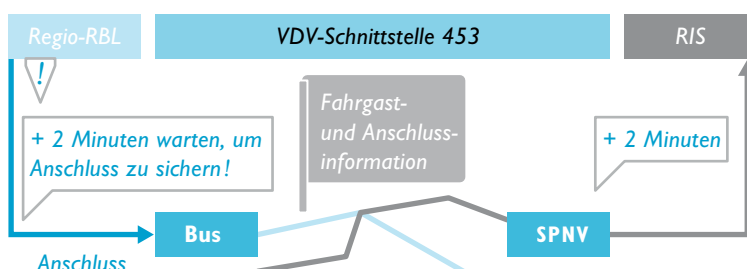 Regio-RBL
VDV-Schnittstelle 453
RIS
!
Fahrgast-
und Anschluss-
information
+ 2 Minuten warten, um
Anschluss zu sichern!
+ 2 Minuten
Bus
SPNV
Anschluss